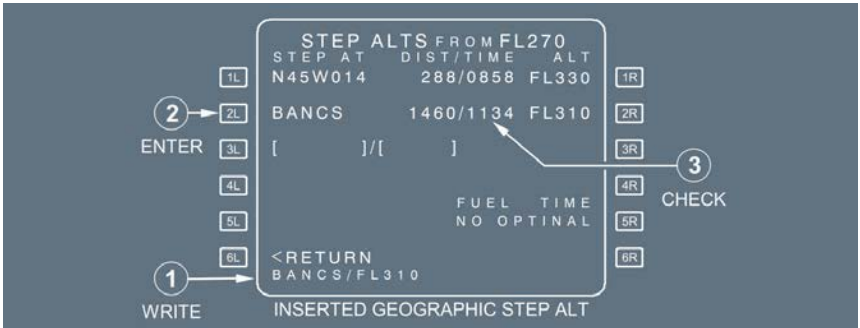 STEP ALTS FROM FL270
STEP AT DIST/TIME ALT
1L N45W014 288/0858 FL330 1R
2 2L BANCS 1460/1134 FL310 2R
ENTER 3L [ ]/[ ] 3R 3
4L 4R CHECK
FUEL TIME
5L NO OPTINAL 5R
6L <RETURN 6R
1 BANCS/FL310
WRITE INSERTED GEOGRAPHIC STEP ALT